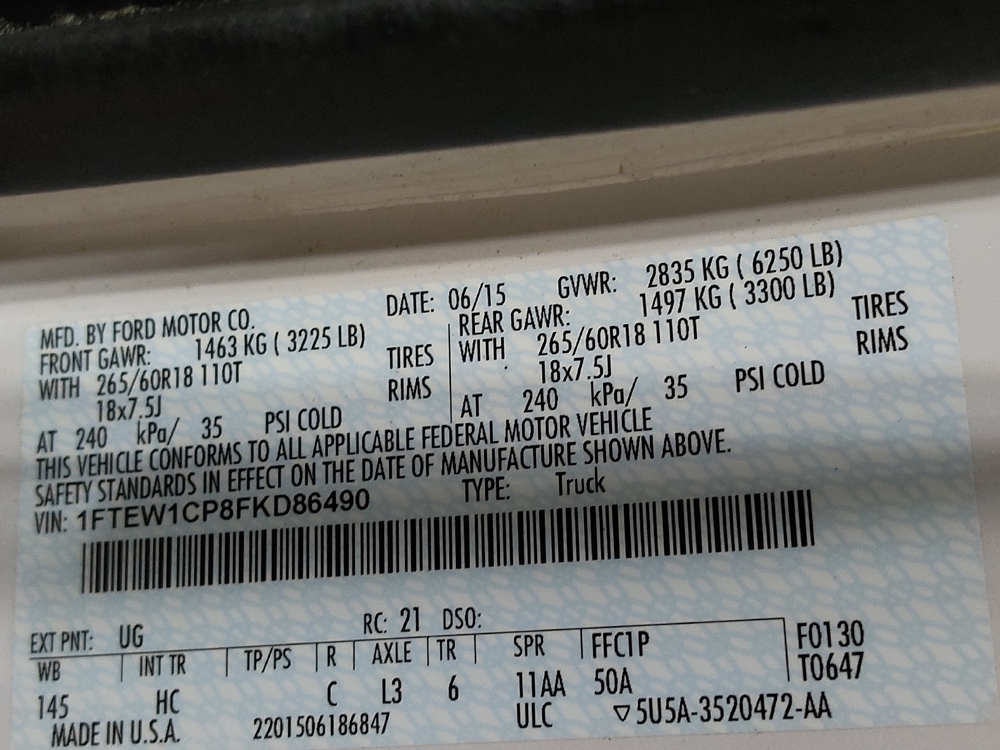 MFD. BY FORD MOTOR CO. DATE: 06/15 GVWR: 2835 KG ( 6250 LB)
FRONT GAWR: 1463 KG ( 3225 LB) REAR GAWR: 1497 KG ( 3300 LB)
WITH 265/60R18 110T TIRES WITH 265/60R18 110T TIRES
18x7.5J RIMS 18x7.5J RIMS
AT 240 kPa/ 35 PSI COLD AT 240 kPa/ 35 PSI COLD
THIS VEHICLE CONFORMS TO ALL APPLICABLE FEDERAL MOTOR VEHICLE
SAFETY STANDARDS IN EFFECT ON THE DATE OF MANUFACTURE SHOWN ABOVE.
VIN: 1FTEW1CP8FKD86490 TYPE: Truck
EXT PNT: UG RC: 21 DSO:
WB INT TR TP/PS R AXLE TR SPR FFC1P F0130
145 HC C L3 6 11AA 50A T0647
MADE IN U.S.A. 2201506186847 ULC ▽5U5A-3520472-AA